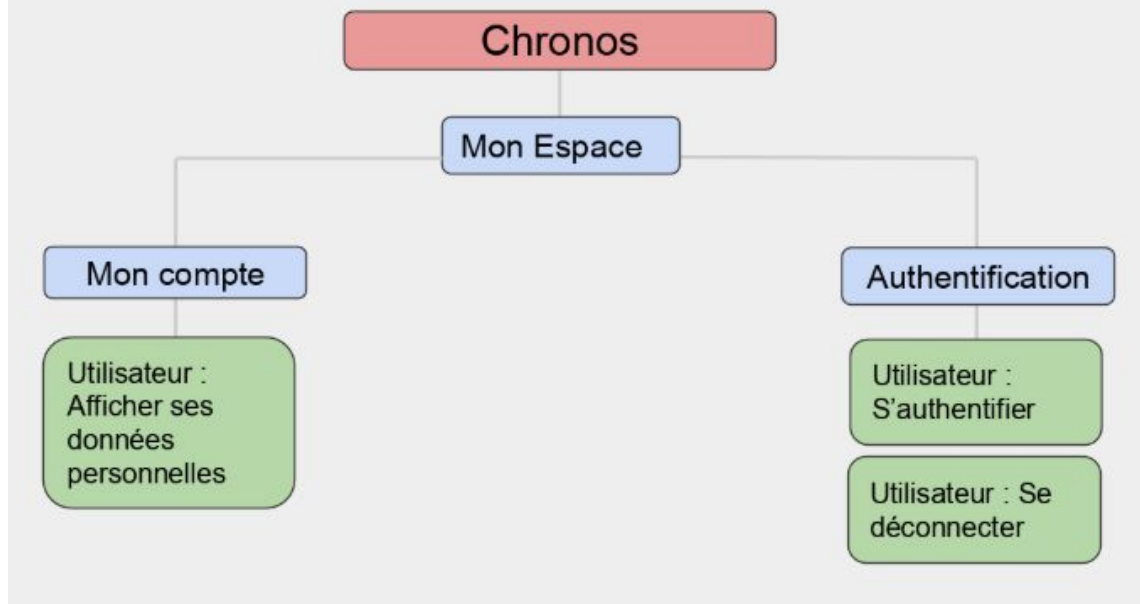 Chronos
Mon Espace
Mon compte
Authentification
Utilisateur :
Afficher ses
données
personnelles
Utilisateur :
S'authentifier
Utilisateur : Se
déconnecter